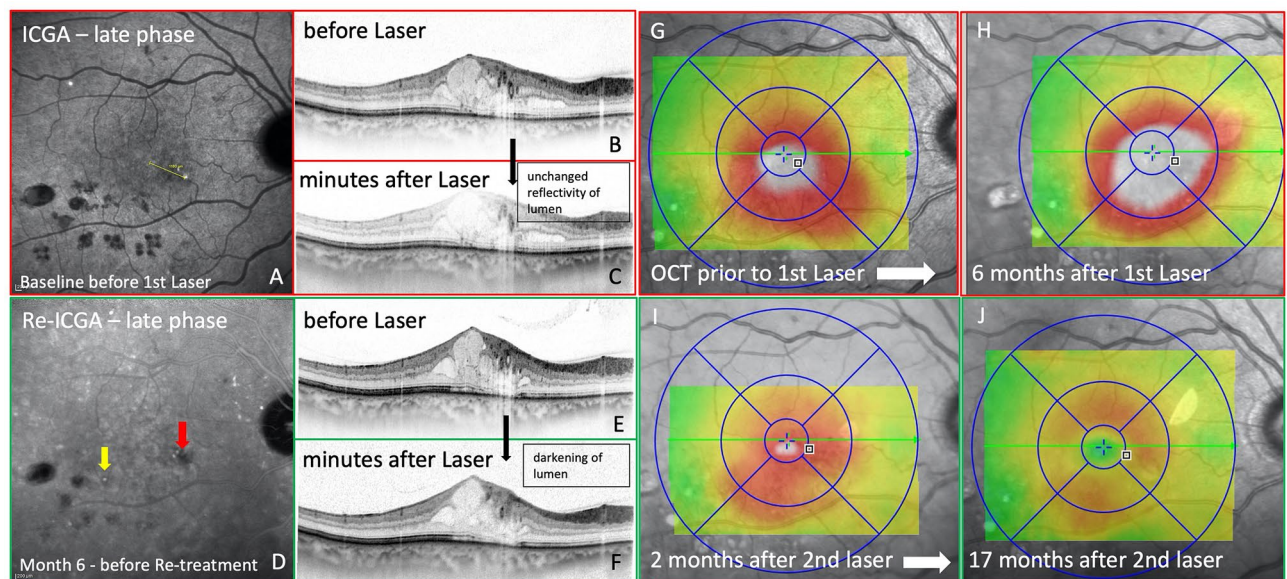 ICGA – late phase
Baseline before 1st Laser
A
before Laser
B
minutes after Laser
unchanged
reflectivity of
lumen
C
G
OCT prior to 1st Laser
H
6 months after 1st Laser
Re-ICGA – late phase
Month 6 - before Re-treatment
D
200 µm
before Laser
E
minutes after Laser
darkening of
lumen
F
I
2 months after 2nd laser
J
17 months after 2nd laser